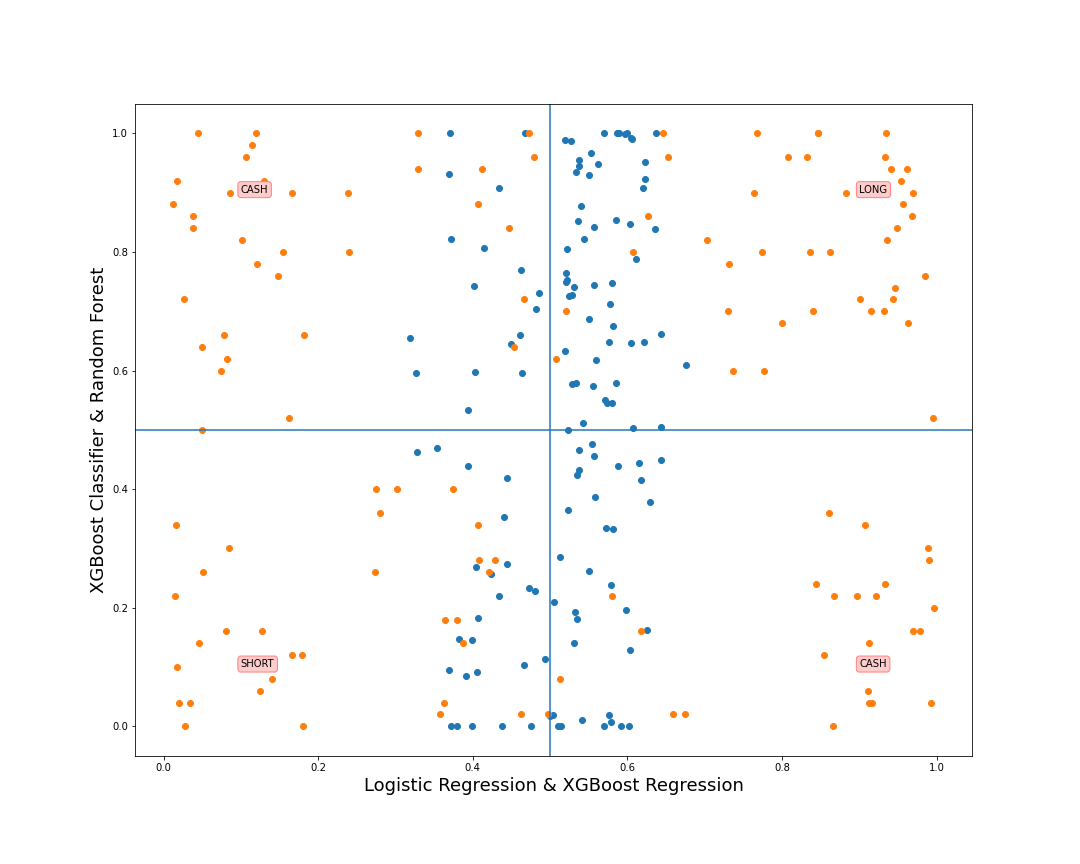 1.0
CASH
LONG
0.8
0.6
XGBoost Classifier & Random Forest
0.4
0.2
SHORT
CASH
0.0
0.0 0.2 0.4 0.6 0.8 1.0
Logistic Regression & XGBoost Regression